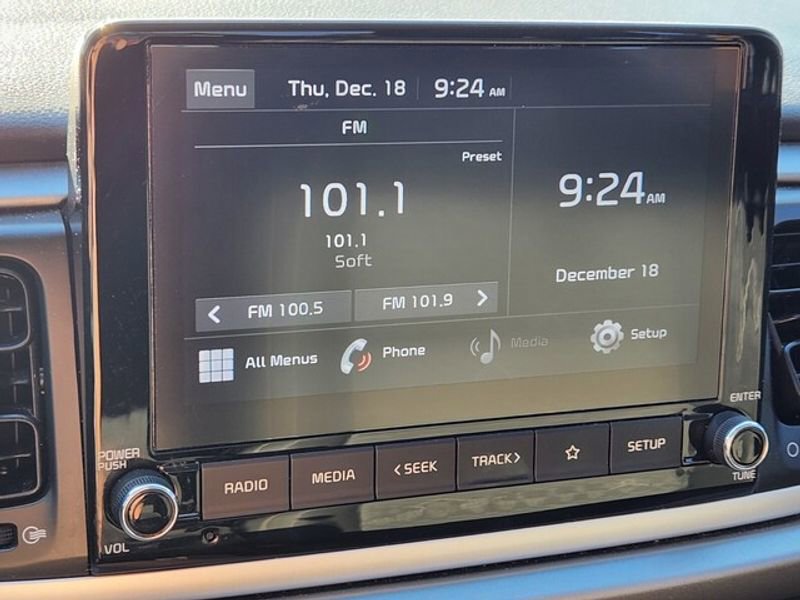 Menu Thu, Dec. 18 9:24 AM
FM
Preset
101.1
101.1
Soft
9:24 AM
December 18
< FM 100.5 FM 101.9 >
All Menus Phone Media Setup
POWER
PUSH
VOL
RADIO MEDIA < SEEK TRACK > ☆ SETUP
ENTER
TUNE